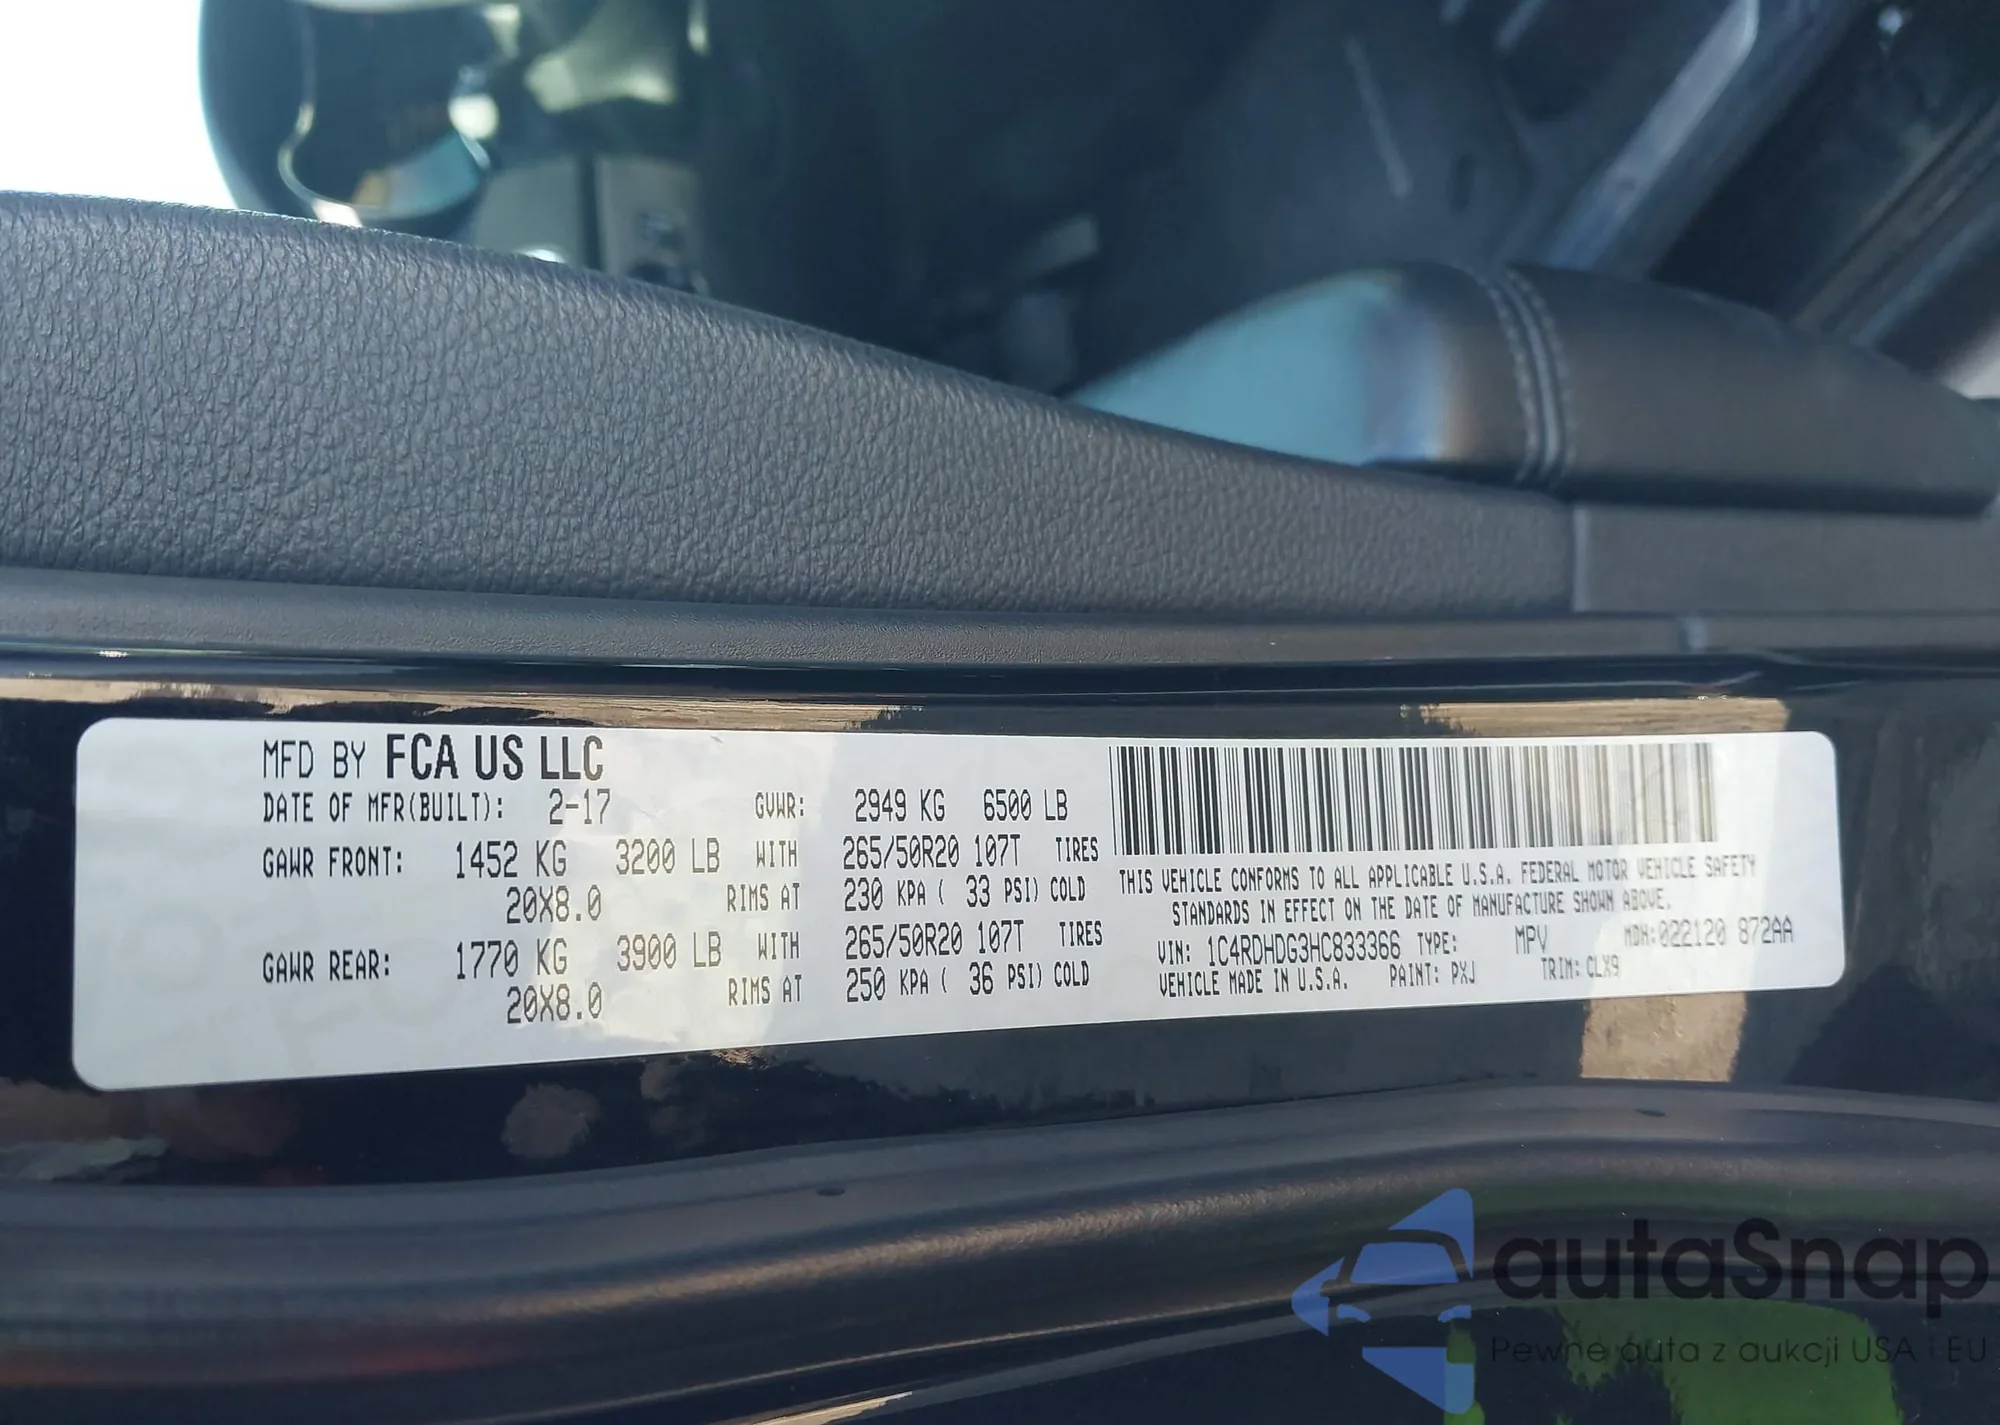 MFD BY FCA US LLC
DATE OF MFR(BUILT): 2-17 GVWR: 2949 KG 6500 LB
GAWR FRONT: 1452 KG 3200 LB WITH 265/50R20 107T TIRES
20X8.0 RIMS AT 230 KPA ( 33 PSI) COLD
GAWR REAR: 1770 KG 3900 LB WITH 265/50R20 107T TIRES
20X8.0 RIMS AT 250 KPA ( 36 PSI) COLD
THIS VEHICLE CONFORMS TO ALL APPLICABLE U.S.A. FEDERAL MOTOR VEHICLE SAFETY
STANDARDS IN EFFECT ON THE DATE OF MANUFACTURE SHOWN ABOVE.
VIN: 1C4RDHDG3HC833366 TYPE: MPV MDH:022120 872AA
VEHICLE MADE IN U.S.A. PAINT: PXJ TRIM: CLX9
autaSnap
Pewne auta z aukcji USA i EU